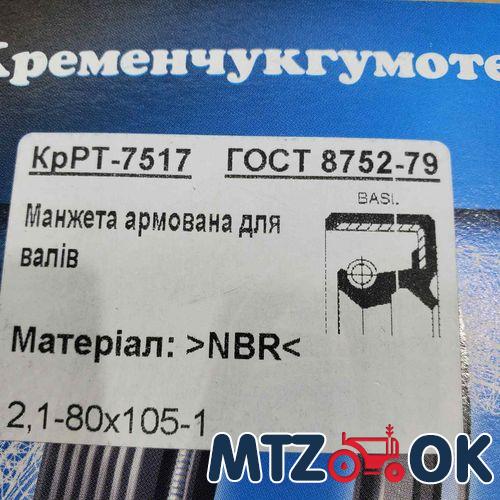 Кременчукгумоте
КрРТ-7517 ГОСТ 8752-79
BASL
Манжета армована для
валів
Матеріал: >NBR<
2,1-80x105-1
MTZ OK